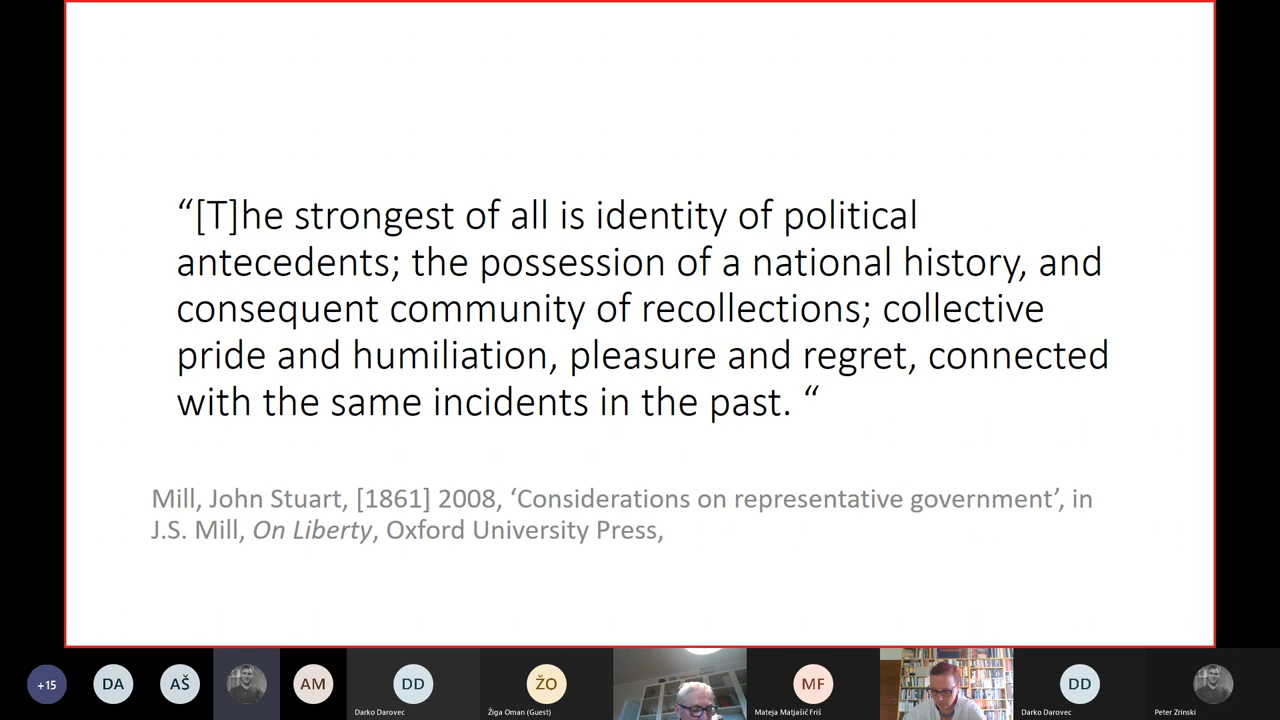 “[T]he strongest of all is identity of political
antecedents; the possession of a national history, and
consequent community of recollections; collective
pride and humiliation, pleasure and regret, connected
with the same incidents in the past. “
Mill, John Stuart, [1861] 2008, ‘Considerations on representative government’, in
J.S. Mill, On Liberty, Oxford University Press,
+15
DA
AŠ
AM
DD
Darko Darovec
ŽO
Žiga Oman (Guest)
MF
Mateja Matjašič Friš
DD
Darko Darovec
Peter Zrinski